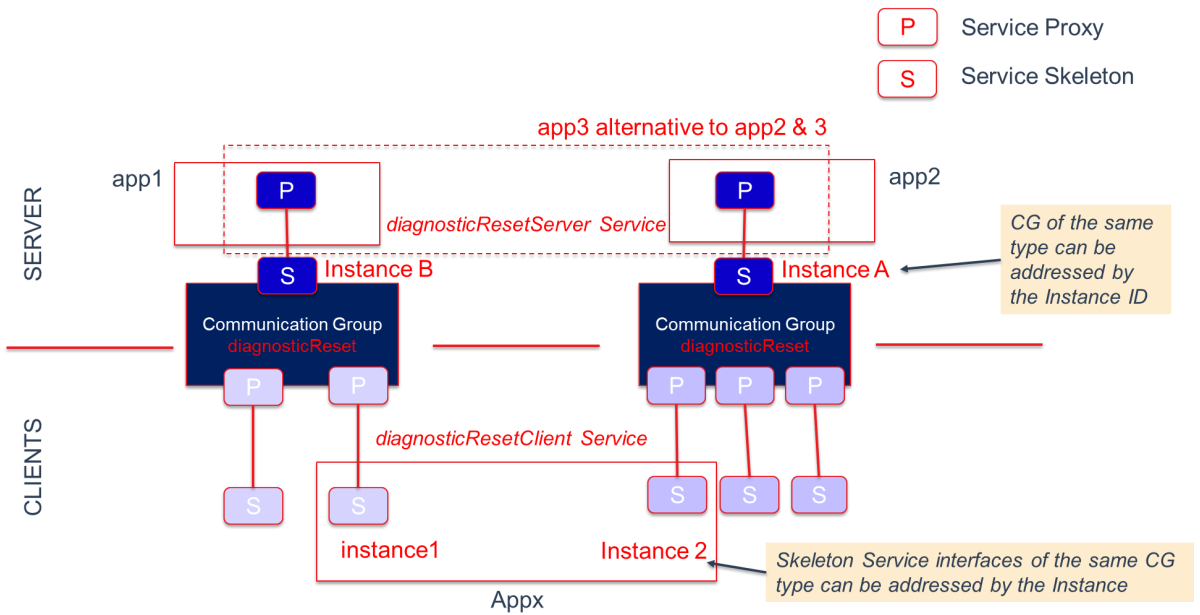 P Service Proxy
S Service Skeleton
app3 alternative to app2 & 3
app1
P
P
app2
diagnosticResetServer Service
SERVER
CG of the same
type can be
addressed by
the Instance ID
S Instance B
S Instance A
Communication Group
diagnosticReset
Communication Group
diagnosticReset
P P
P P P
CLIENTS
diagnosticResetClient Service
S S
S S S
instance1
Instance 2
Skeleton Service interfaces of the same CG
type can be addressed by the Instance
Appx